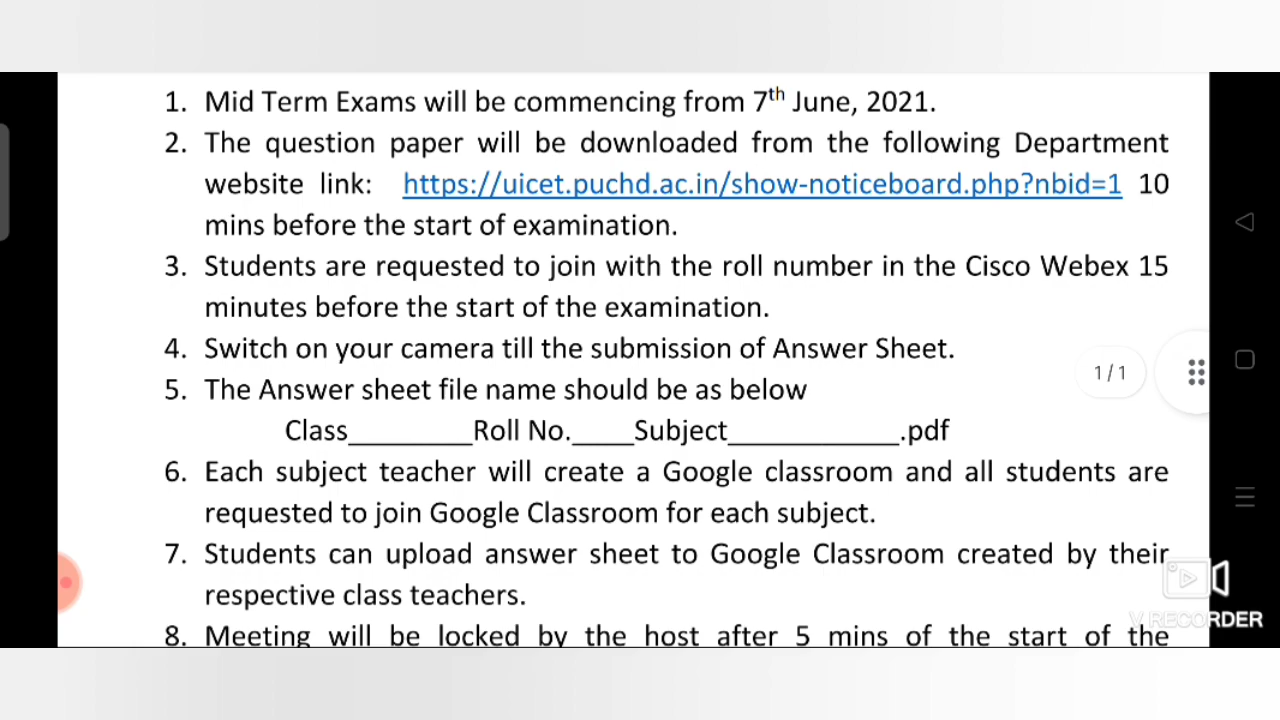 1. Mid Term Exams will be commencing from 7th June, 2021.
2. The question paper will be downloaded from the following Department
website link: https://uicet.puchd.ac.in/show-noticeboard.php?nbid=1 10
mins before the start of examination.
3. Students are requested to join with the roll number in the Cisco Webex 15
minutes before the start of the examination.
4. Switch on your camera till the submission of Answer Sheet.
1/1
5. The Answer sheet file name should be as below
Class_________Roll No._____Subject____________.pdf
6. Each subject teacher will create a Google classroom and all students are
requested to join Google Classroom for each subject.
7. Students can upload answer sheet to Google Classroom created by their
respective class teachers.
V RECORDER
8. Meeting will be locked by the host after 5 mins of the start of the